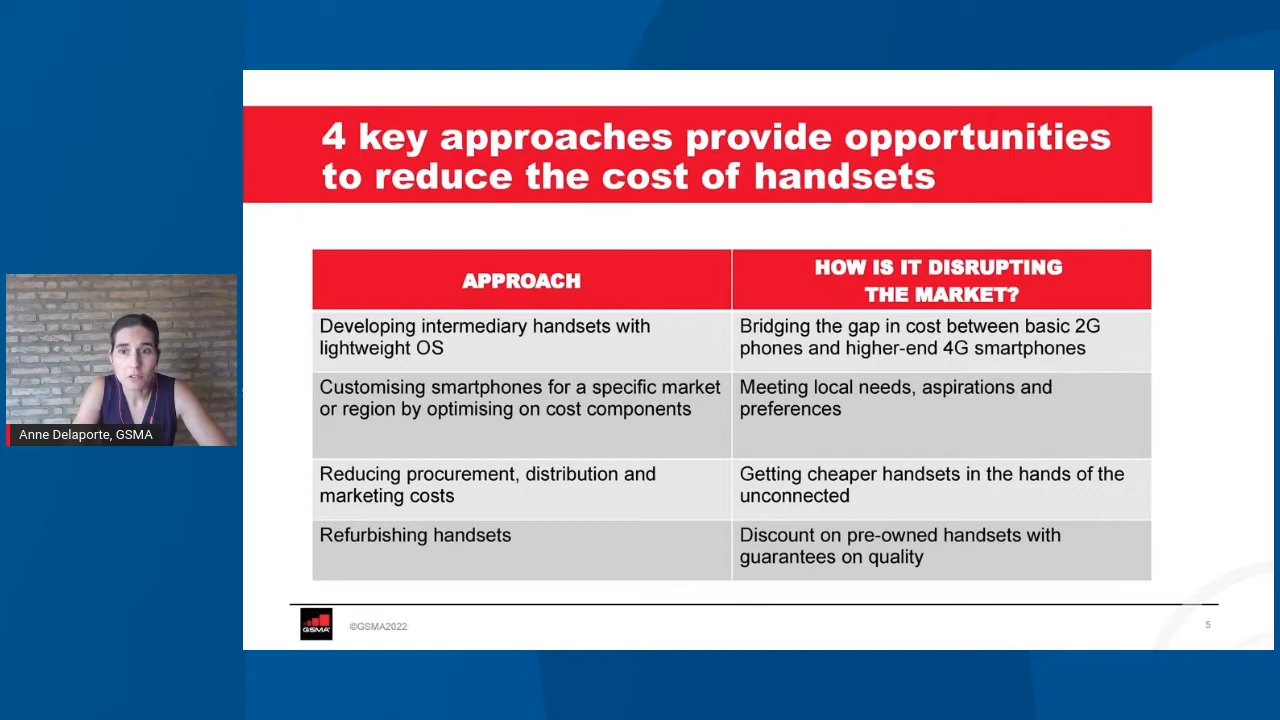 4 key approaches provide opportunities
to reduce the cost of handsets
APPROACH
HOW IS IT DISRUPTING
THE MARKET?
Developing intermediary handsets with
lightweight OS
Bridging the gap in cost between basic 2G
phones and higher-end 4G smartphones
Customising smartphones for a specific market
or region by optimising on cost components
Meeting local needs, aspirations and
preferences
Reducing procurement, distribution and
marketing costs
Getting cheaper handsets in the hands of the
unconnected
Refurbishing handsets
Discount on pre-owned handsets with
guarantees on quality
Anne Delaporte, GSMA
GSMA
©GSMA2022
5